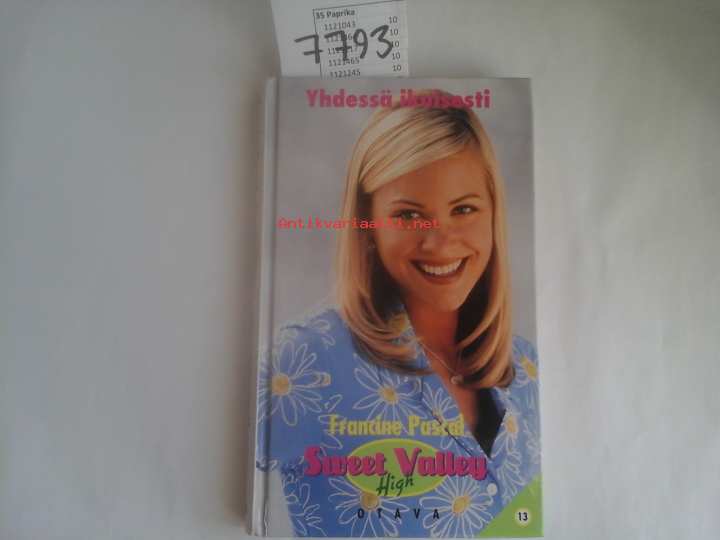 35 Paprika
1121043 10
10
7793
10
1121465 10
1121245 10
Yhdessä ikuisesti
Antikvariaatti.net
Francine Pascal
Sweet Valley
High
OTAVA
13